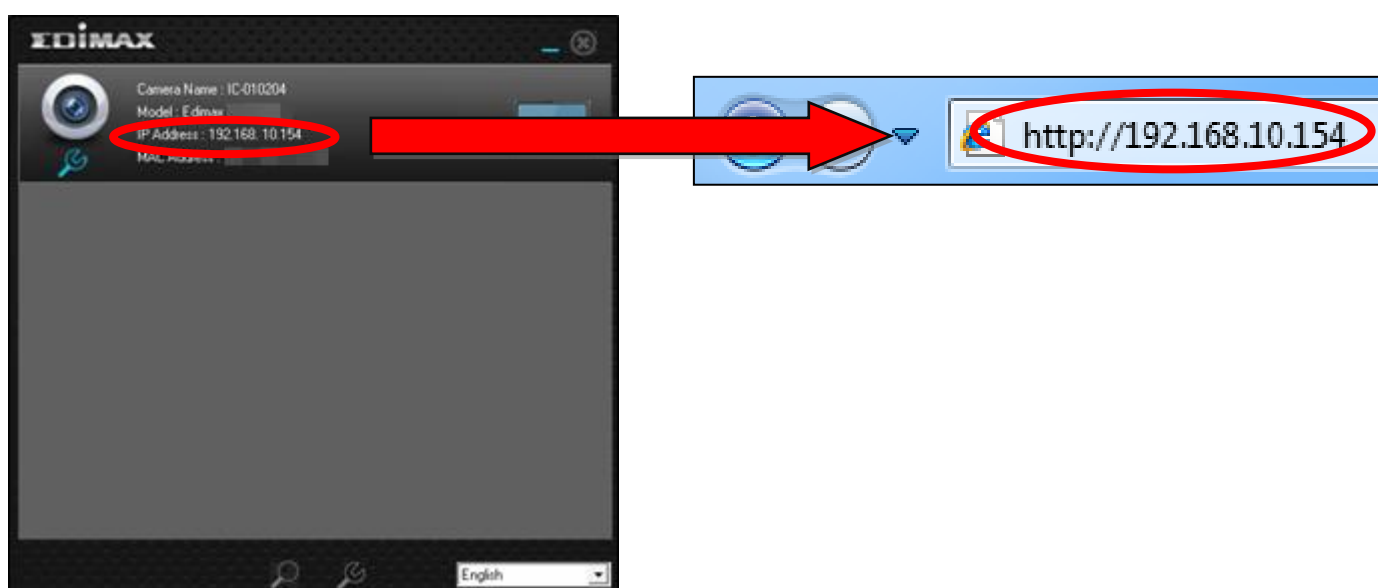 EDiMAX
Camera Name : IC-010204
Model : Edimax
IP Address : 192.168. 10.154
MAC Address :
http://192.168.10.154
English